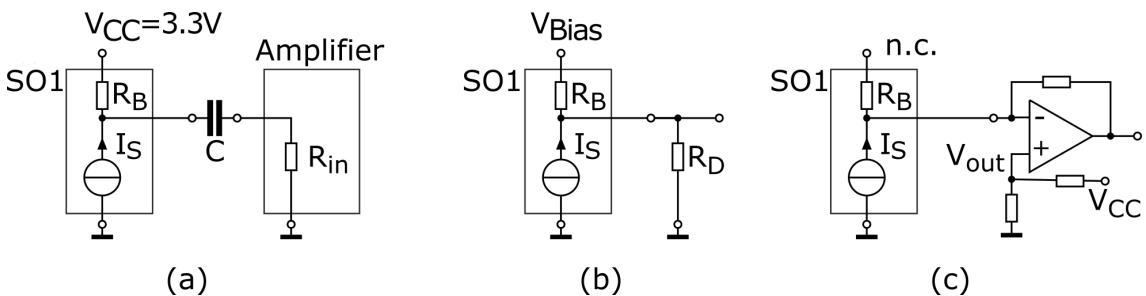 V_CC=3.3V
SO1
R_B
I_S
C
Amplifier
R_in
(a)
V_Bias
SO1
R_B
I_S
R_D
(b)
n.c.
SO1
R_B
I_S
V_out
-
+
V_CC
(c)